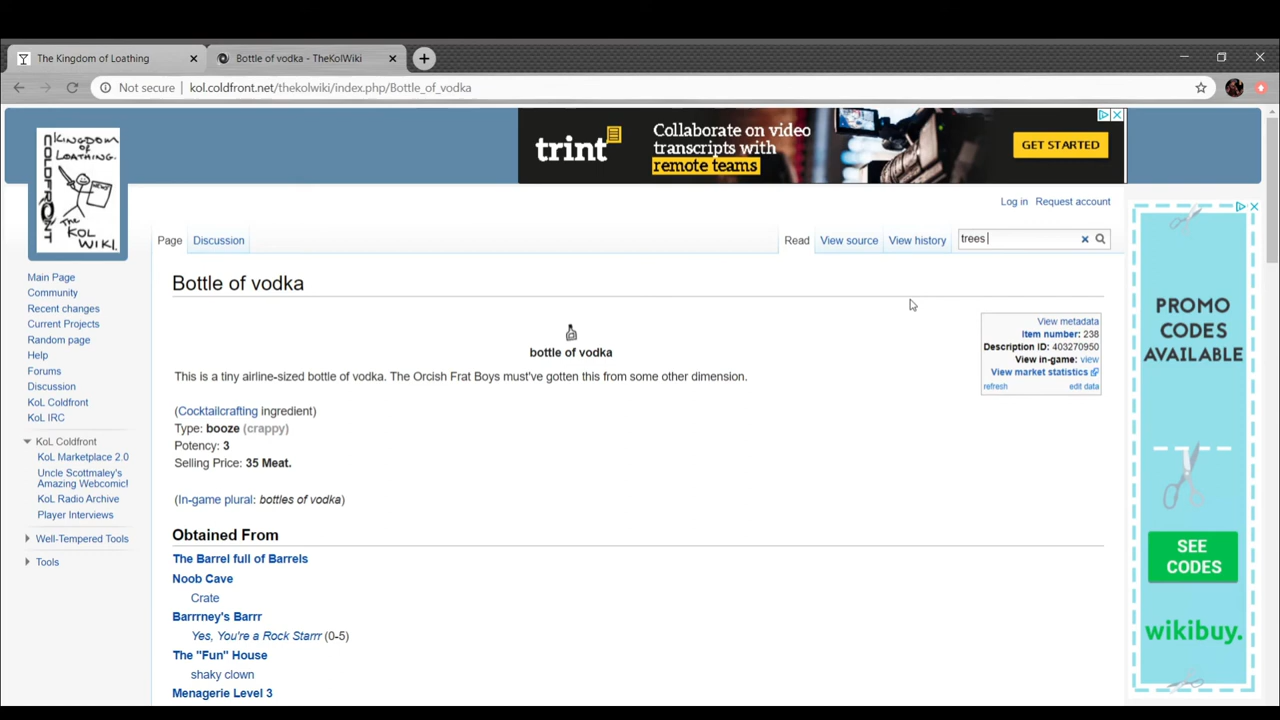 The Kingdom of Loathing
Bottle of vodka - TheKolWiki
Not secure
kol.coldfront.net/thekolwiki/index.php/Bottle_of_vodka
KINGDOM
OF
LOATHING.
COLDFRONT
The
KOL
WIKI.
trint
Collaborate on video
transcripts with
remote teams
GET STARTED
Log in Request account
Page Discussion
Read View source View history
trees
Main Page
Community
Recent changes
Current Projects
Random page
Help
Forums
Discussion
KoL Coldfront
KoL IRC
KoL Coldfront
KoL Marketplace 2.0
Uncle Scottmaley's
Amazing Webcomic!
KoL Radio Archive
Player Interviews
Well-Tempered Tools
Tools
Bottle of vodka
bottle of vodka
This is a tiny airline-sized bottle of vodka. The Orcish Frat Boys must've gotten this from some other dimension.
(Cocktailcrafting ingredient)
Type: booze (crappy)
Potency: 3
Selling Price: 35 Meat.
(In-game plural: bottles of vodka)
View metadata
Item number: 238
Description ID: 403270950
View in-game: view
View market statistics
refresh edit data
Obtained From
The Barrel full of Barrels
Noob Cave
Crate
Barrrney's Barrr
Yes, You're a Rock Starrr (0-5)
The "Fun" House
shaky clown
Menagerie Level 3
PROMO
CODES
AVAILABLE
SEE
CODES
wikibuy.